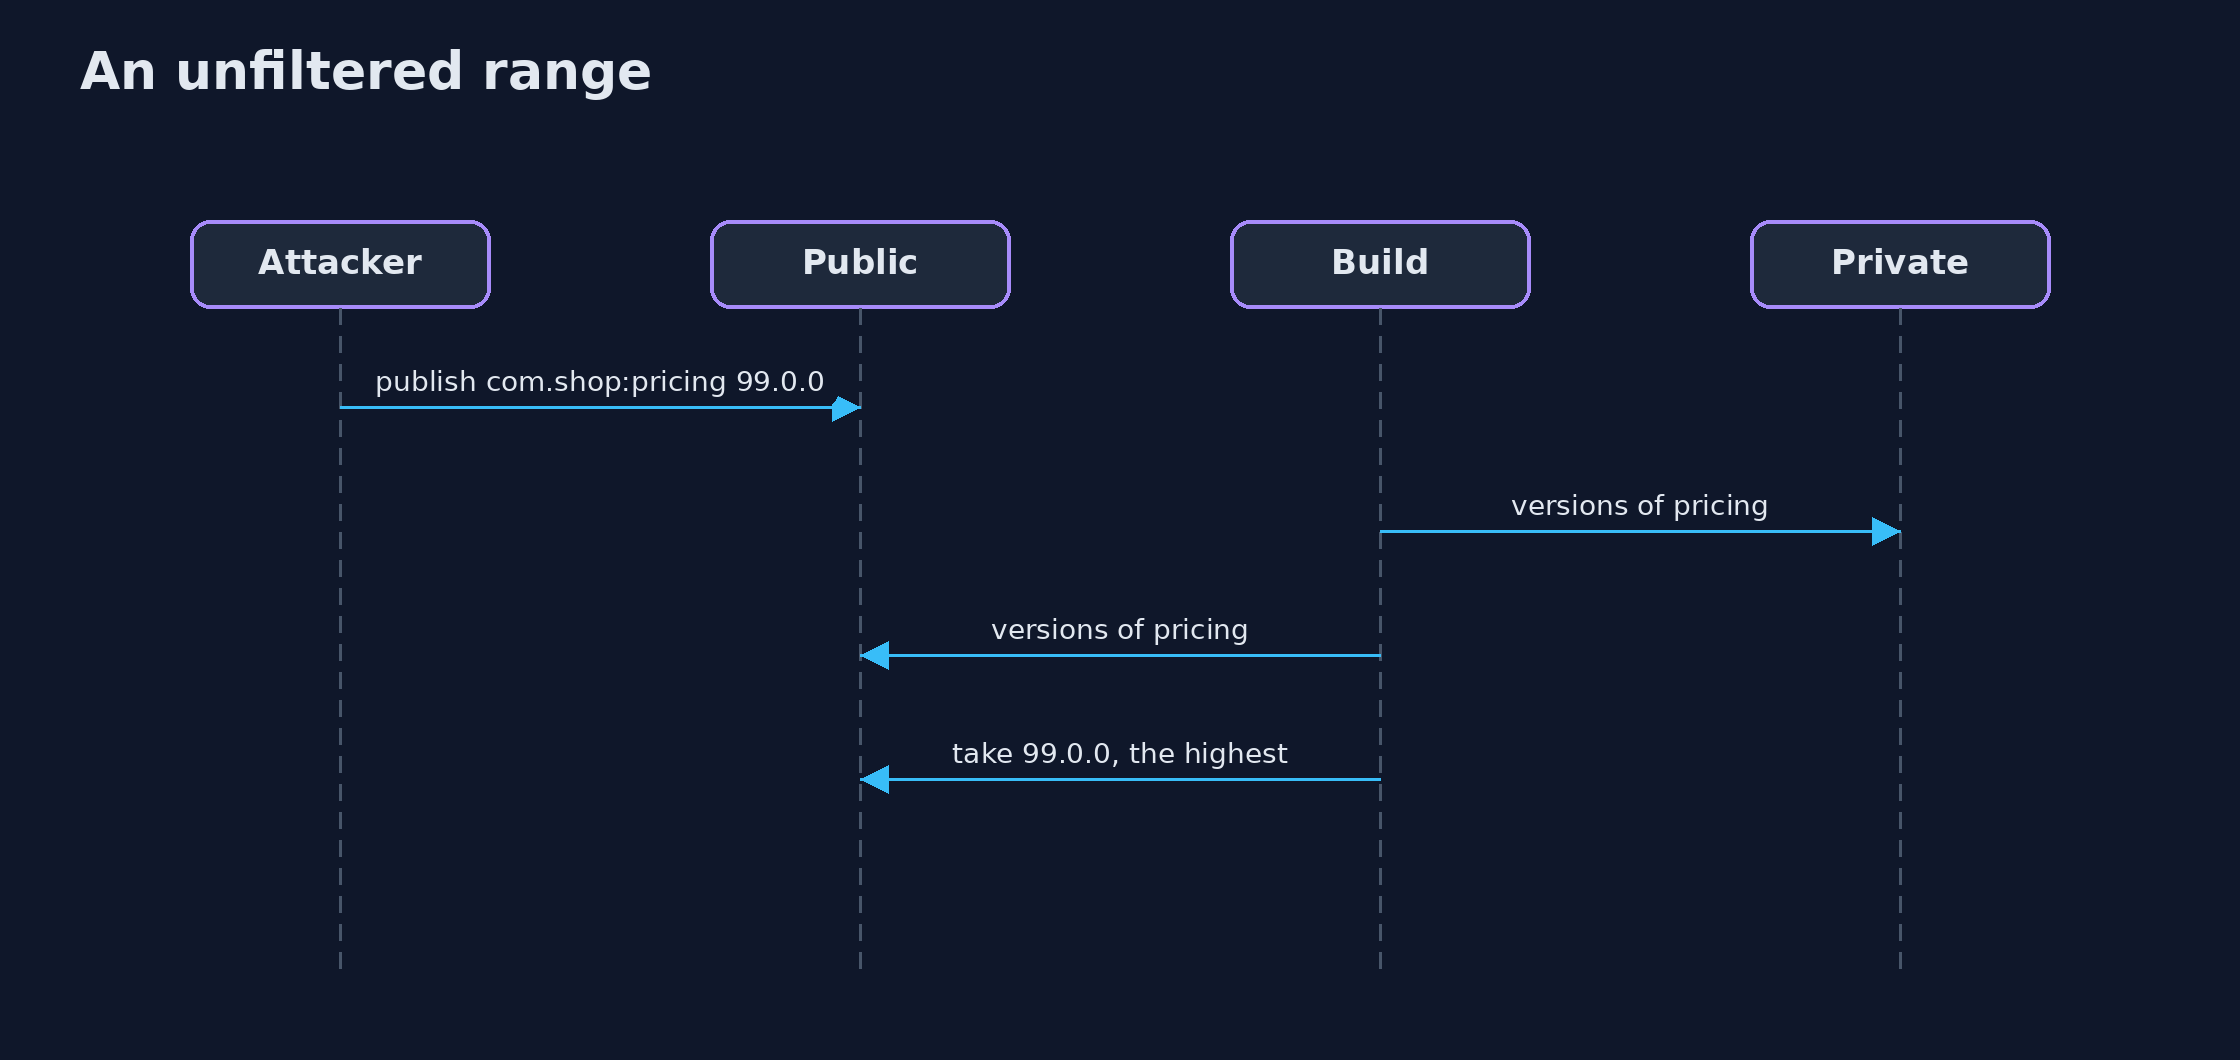 An unfiltered range
Attacker
Public
Build
Private
publish com.shop:pricing 99.0.0
versions of pricing
versions of pricing
take 99.0.0, the highest